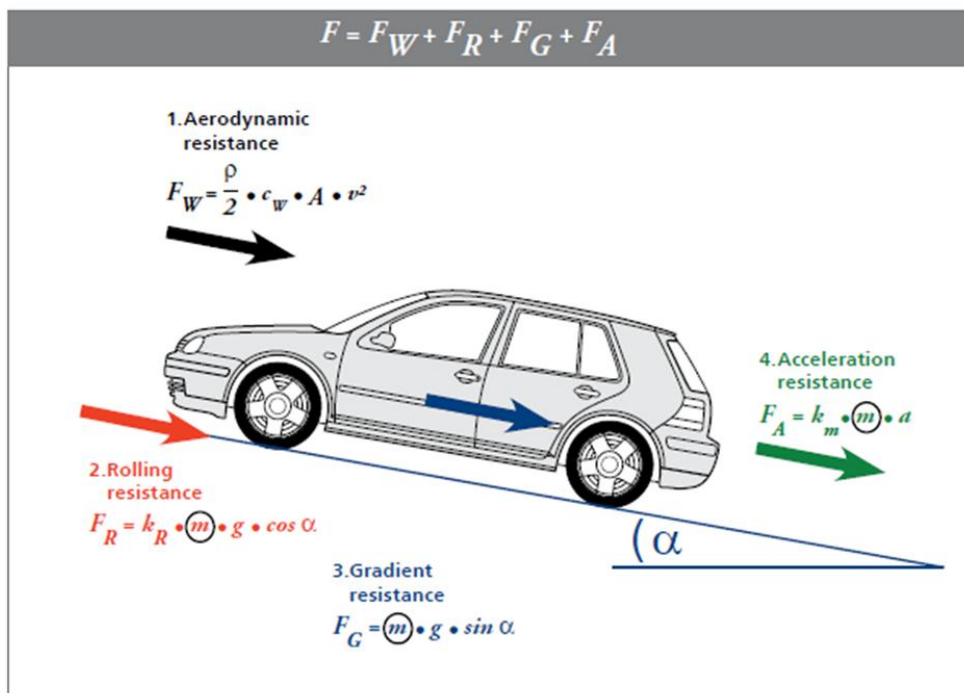 F = F_W + F_R + F_G + F_A
1.Aerodynamic
resistance
F_W = ρ/2 • c_w • A • v²
4.Acceleration
resistance
F_A = k_m • m • a
2.Rolling
resistance
F_R = k_R • m • g • cos α
(α
3.Gradient
resistance
F_G = m • g • sin α